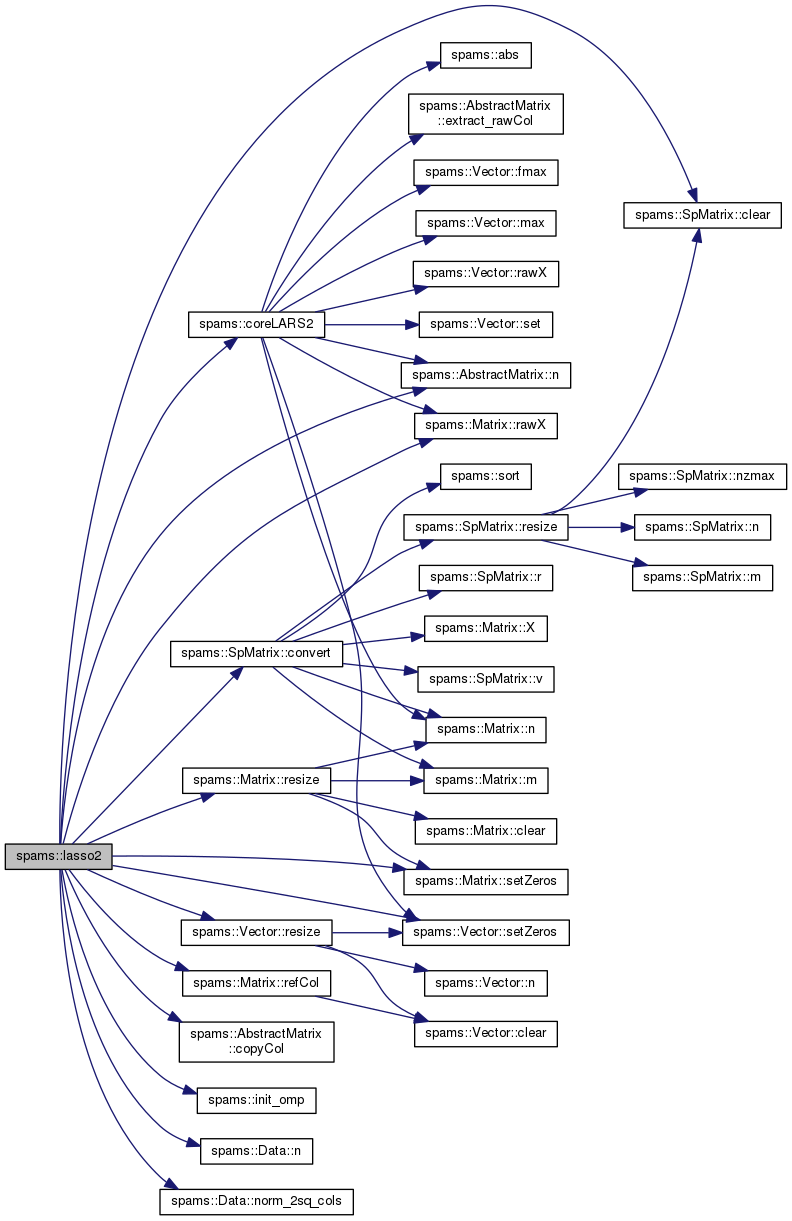 spams::abs
spams::AbstractMatrix
::extract_rawCol
spams::Vector::fmax
spams::SpMatrix::clear
spams::Vector::max
spams::Vector::rawX
spams::coreLARS2
spams::Vector::set
spams::AbstractMatrix::n
spams::Matrix::rawX
spams::sort
spams::SpMatrix::nzmax
spams::SpMatrix::resize
spams::SpMatrix::n
spams::SpMatrix::r
spams::SpMatrix::m
spams::Matrix::X
spams::SpMatrix::convert
spams::SpMatrix::v
spams::Matrix::n
spams::Matrix::resize
spams::Matrix::m
spams::Matrix::clear
spams::lasso2
spams::Matrix::setZeros
spams::Vector::resize
spams::Vector::setZeros
spams::Matrix::refCol
spams::Vector::n
spams::AbstractMatrix
::copyCol
spams::Vector::clear
spams::init_omp
spams::Data::n
spams::Data::norm_2sq_cols